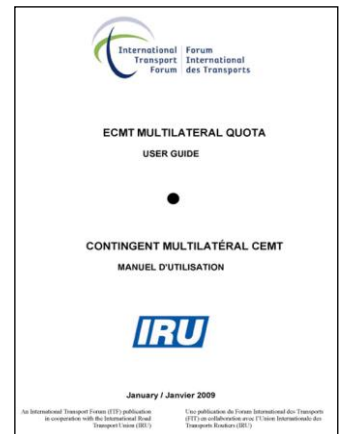 International Forum
Transport International
Forum des Transports
ECMT MULTILATERAL QUOTA
USER GUIDE
CONTINGENT MULTILATÉRAL CEMT
MANUEL D'UTILISATION
IRU
January / Janvier 2009
An International Transport Forum (ITF) publication
in cooperation with the International Road
Transport Union (IRU)
Une publication du Forum International des Transports
(FIT) en collaboration avec l'Union Internationale des
Transports Routiers (IRU)